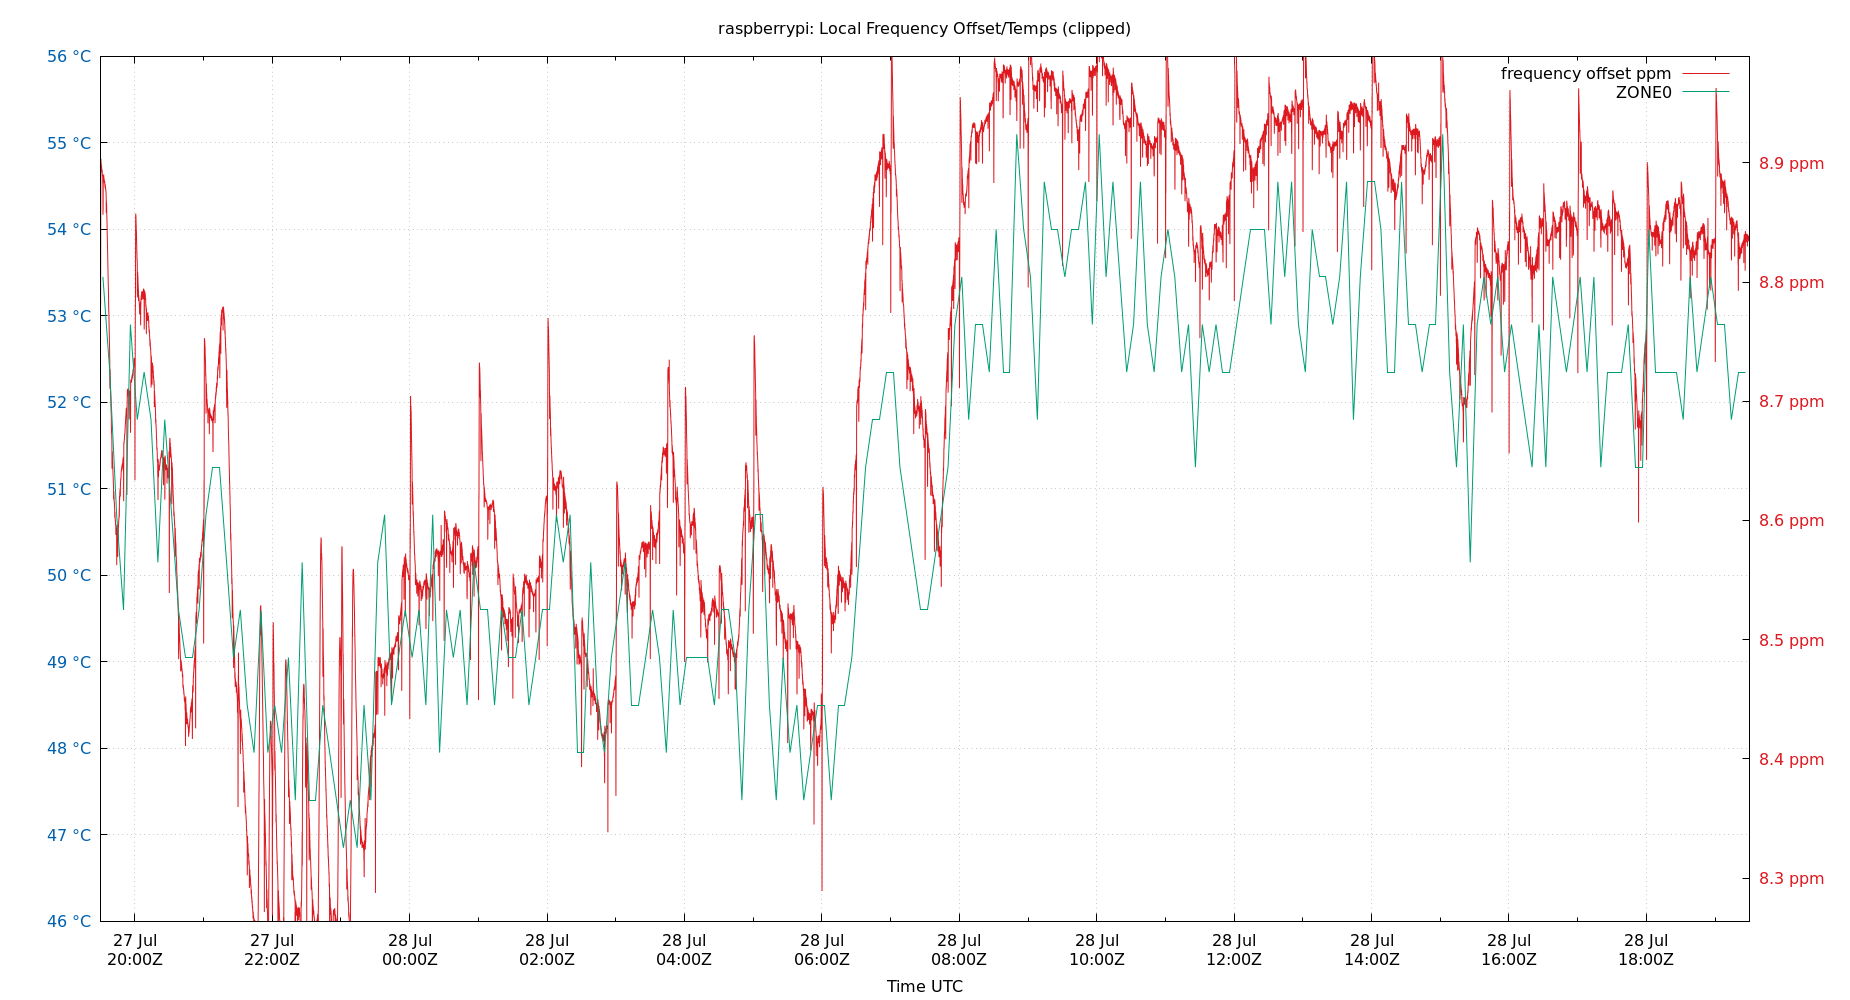 raspberrypi: Local Frequency Offset/Temps (clipped)
frequency offset ppm
ZONE0
56 °C
55 °C
54 °C
53 °C
52 °C
51 °C
50 °C
49 °C
48 °C
47 °C
46 °C
8.9 ppm
8.8 ppm
8.7 ppm
8.6 ppm
8.5 ppm
8.4 ppm
8.3 ppm
27 Jul 27 Jul 28 Jul 28 Jul 28 Jul 28 Jul 28 Jul 28 Jul 28 Jul 28 Jul 28 Jul 28 Jul
20:00Z 22:00Z 00:00Z 02:00Z 04:00Z 06:00Z 08:00Z 10:00Z 12:00Z 14:00Z 16:00Z 18:00Z
Time UTC